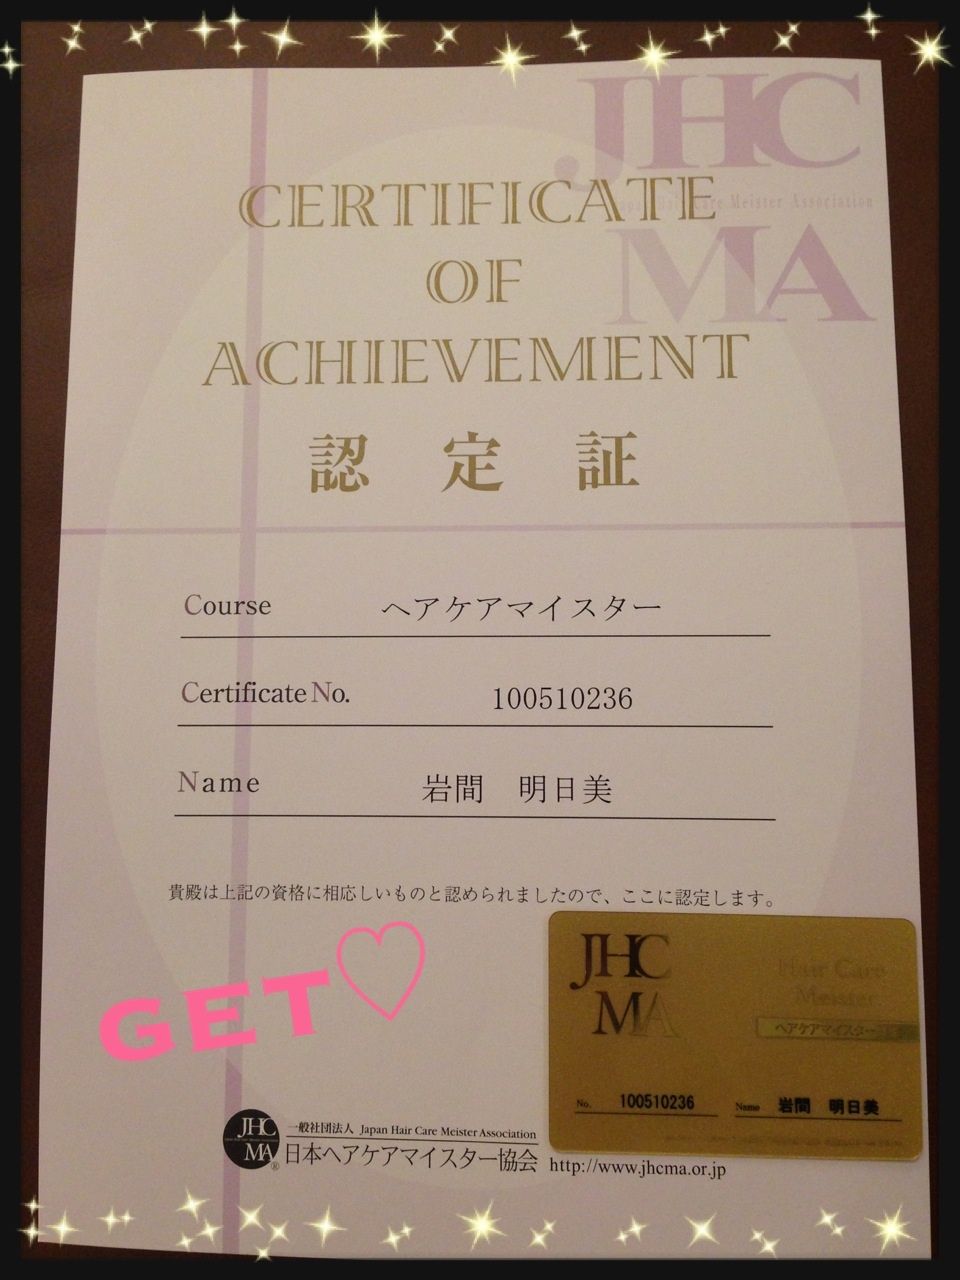 JHC
Japan Hair Care Meister Association
MA
CERTIFICATE
OF
ACHIEVEMENT
認定証
Course ヘアケアマイスター
Certificate No. 100510236
Name 岩間 明日美
貴殿は上記の資格に相応しいものと認められましたので、ここに認定します。
GET♡
JHC
MA
Hair Care
Meister
ヘアケアマイスター
No. 100510236 Name 岩間 明日美
JHC
MA®
一般社団法人 Japan Hair Care Meister Association
日本ヘアケアマイスター協会 http://www.jhcma.or.jp